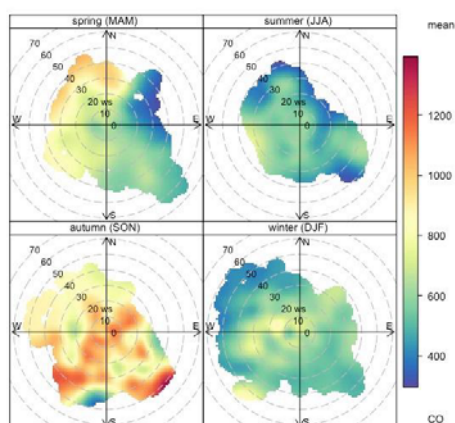 spring (MAM)
summer (JJA)
mean
N
70
60
50
40
30
20 ws
10
0
W
E
S
N
70
60
50
40
30
20 ws
10
0
W
E
S
1200
1000
800
600
400
autumn (SON)
winter (DJF)
N
70
60
50
40
30
20 ws
10
0
W
E
S
N
70
60
50
40
30
20 ws
10
0
W
E
S
CO